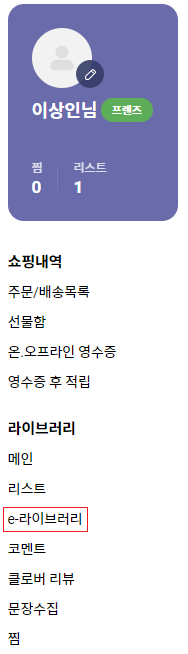 이상인님 프렌즈
찜 리스트
0 1
쇼핑내역
주문/배송목록
선물함
온.오프라인 영수증
영수증 후 적립
라이브러리
메인
리스트
e-라이브러리
코멘트
클로버 리뷰
문장수집
찜